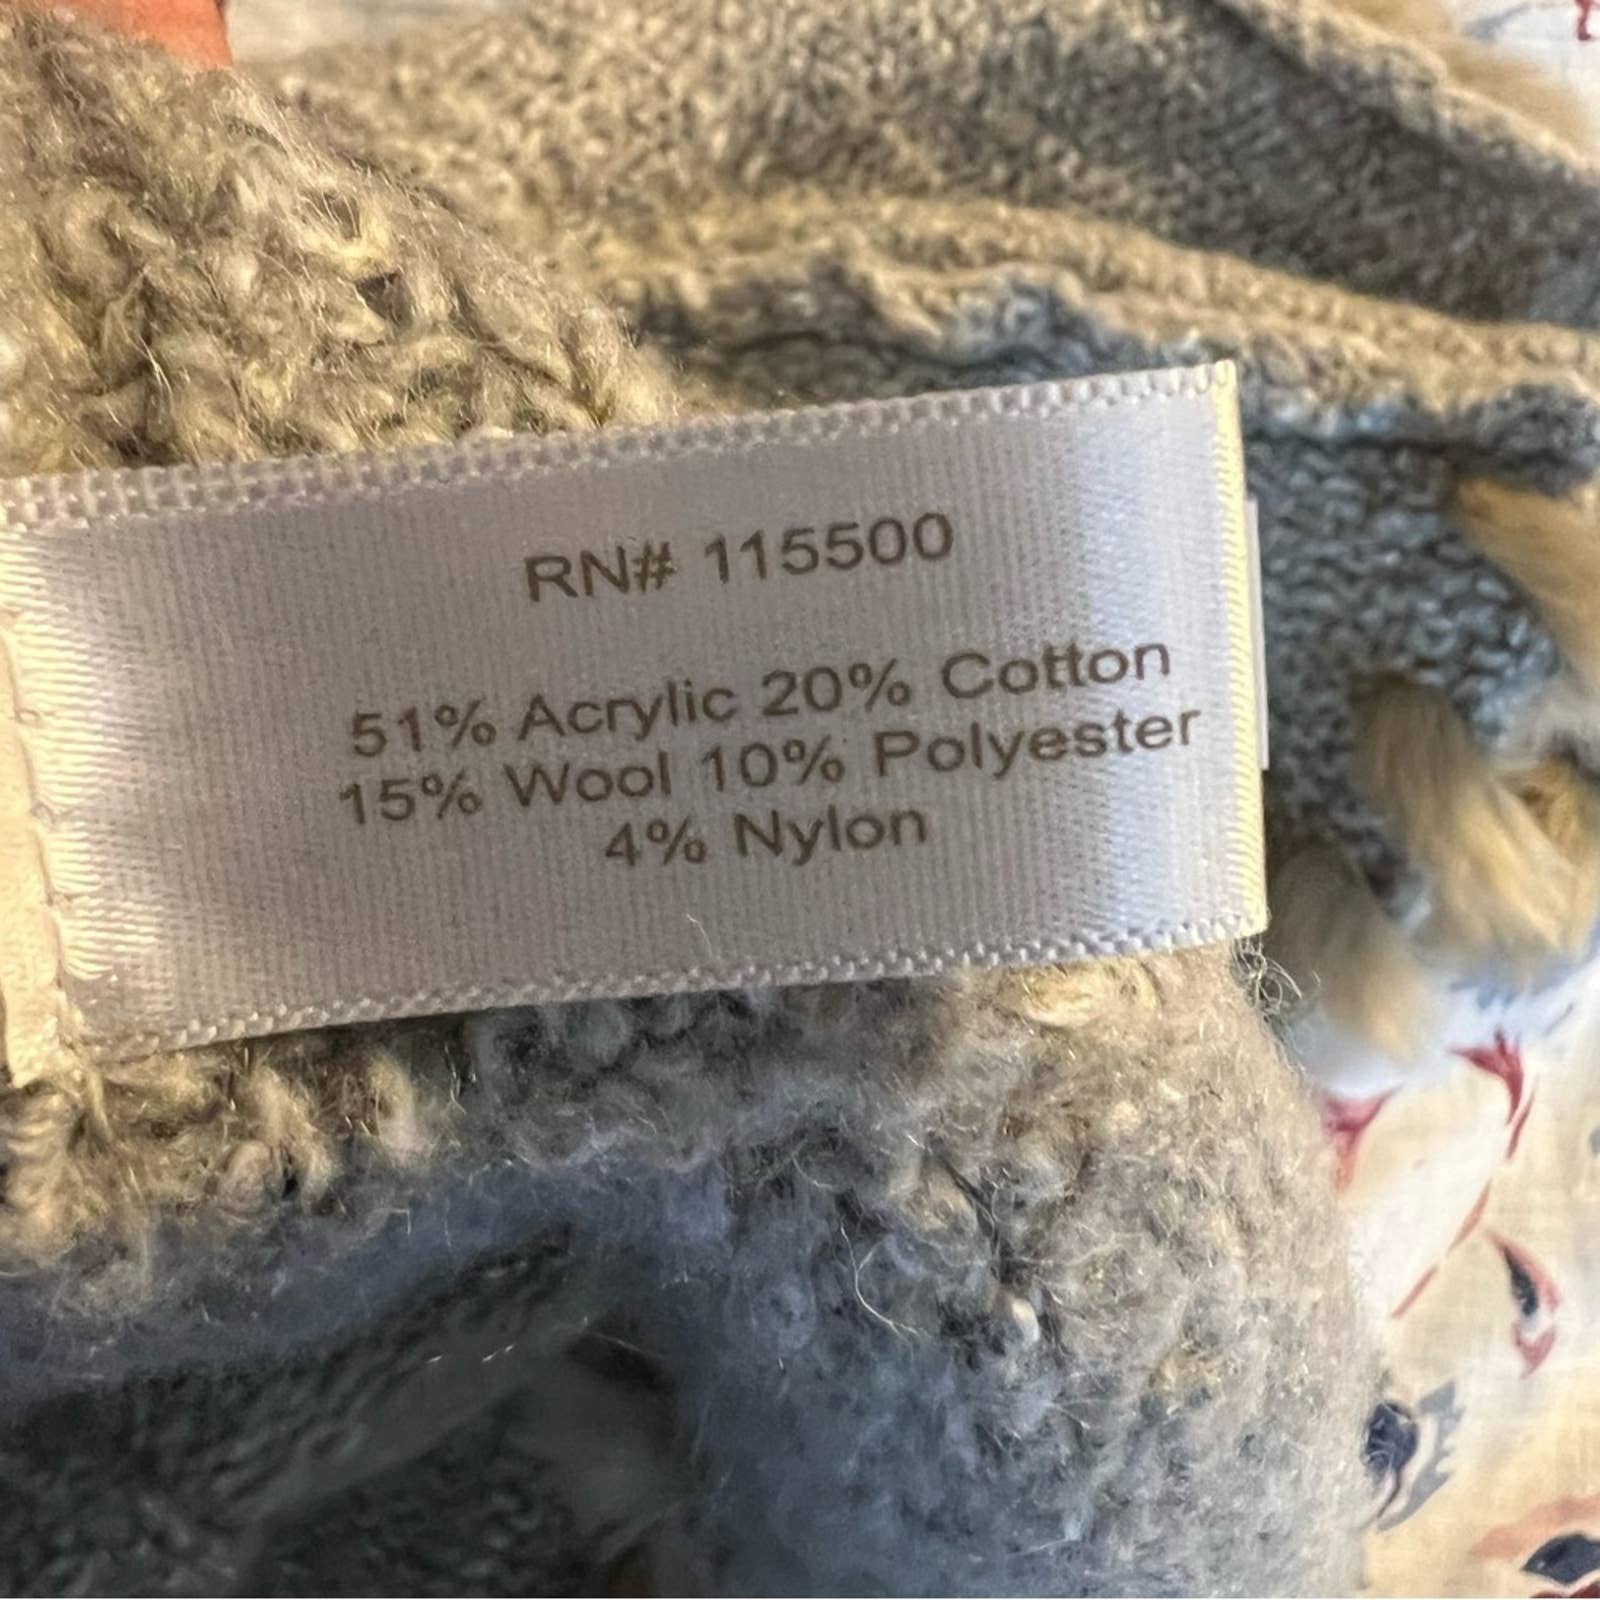 RN# 115500
51% Acrylic 20% Cotton
15% Wool 10% Polyester
4% Nylon